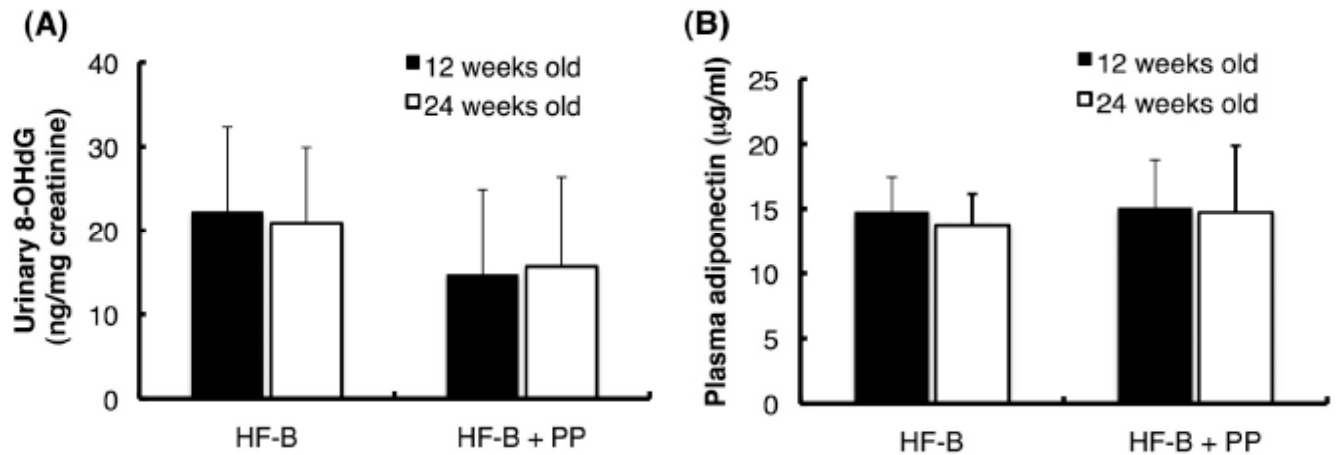 (A)
Urinary 8-OHdG
(ng/mg creatinine)
40
30
20
10
0
12 weeks old
24 weeks old
HF-B
HF-B + PP
(B)
Plasma adiponectin (µg/ml)
25
20
15
10
5
0
12 weeks old
24 weeks old
HF-B
HF-B + PP